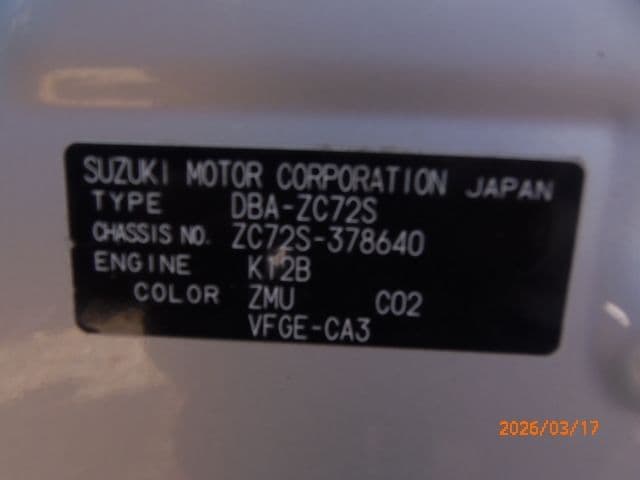 SUZUKI MOTOR CORPORATION JAPAN
TYPE DBA-ZC72S
CHASSIS NO. ZC72S-378640
ENGINE K12B
COLOR ZMU C02
VFGE-CA3
2026/03/17